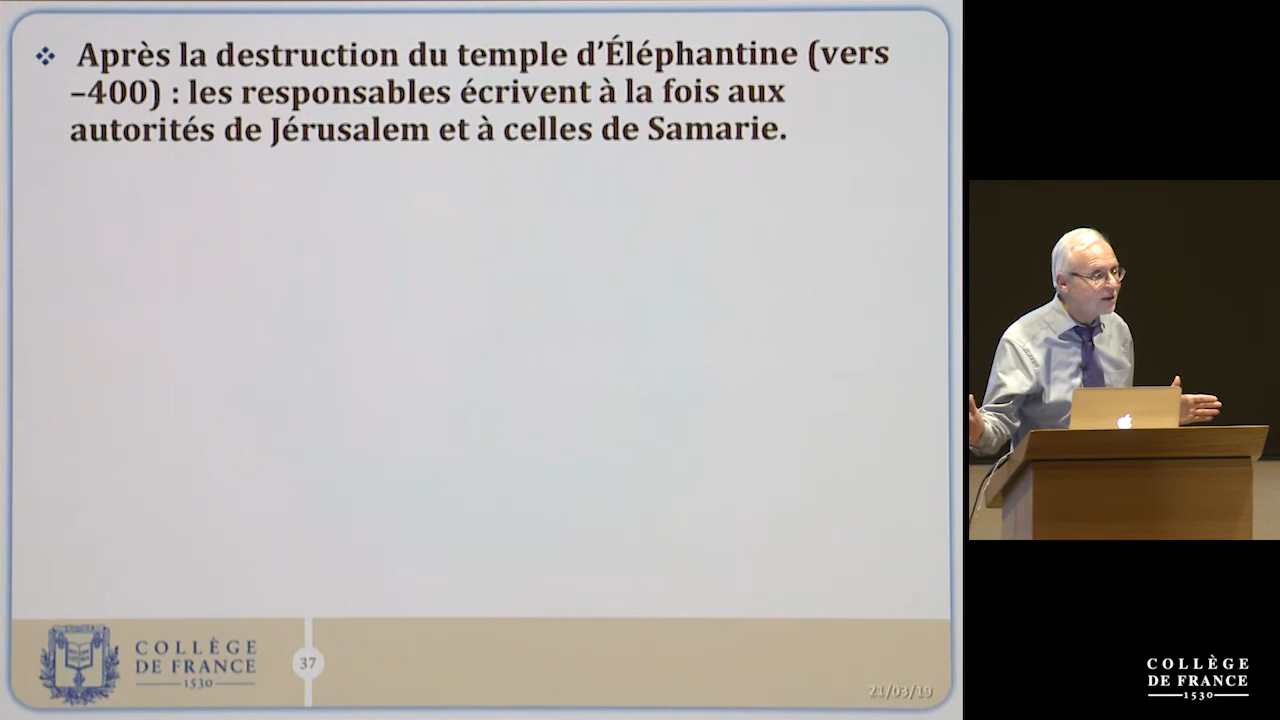 ❖ Après la destruction du temple d’Éléphantine (vers
–400) : les responsables écrivent à la fois aux
autorités de Jérusalem et à celles de Samarie.
COLLÈGE
DE FRANCE
1530
37
21/03/19
COLLÈGE
DE FRANCE
1530